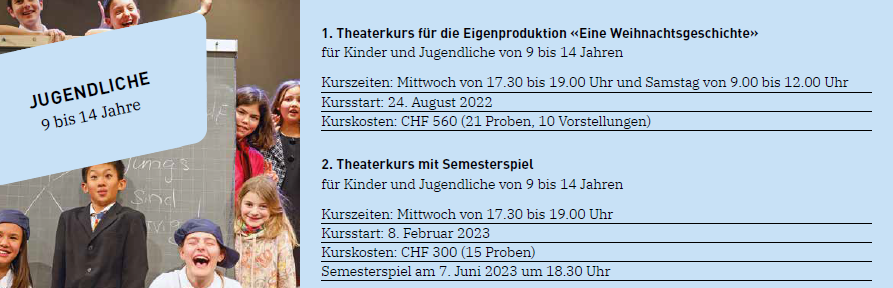 JUGENDLICHE
9 bis 14 Jahre
1. Theaterkurs für die Eigenproduktion «Eine Weihnachtsgeschichte»
für Kinder und Jugendliche von 9 bis 14 Jahren
Kurszeiten: Mittwoch von 17.30 bis 19.00 Uhr und Samstag von 9.00 bis 12.00 Uhr
Kursstart: 24. August 2022
Kurskosten: CHF 560 (21 Proben, 10 Vorstellungen)
2. Theaterkurs mit Semesterspiel
für Kinder und Jugendliche von 9 bis 14 Jahren
Kurszeiten: Mittwoch von 17.30 bis 19.00 Uhr
Kursstart: 8. Februar 2023
Kurskosten: CHF 300 (15 Proben)
Semesterspiel am 7. Juni 2023 um 18.30 Uhr
Sind